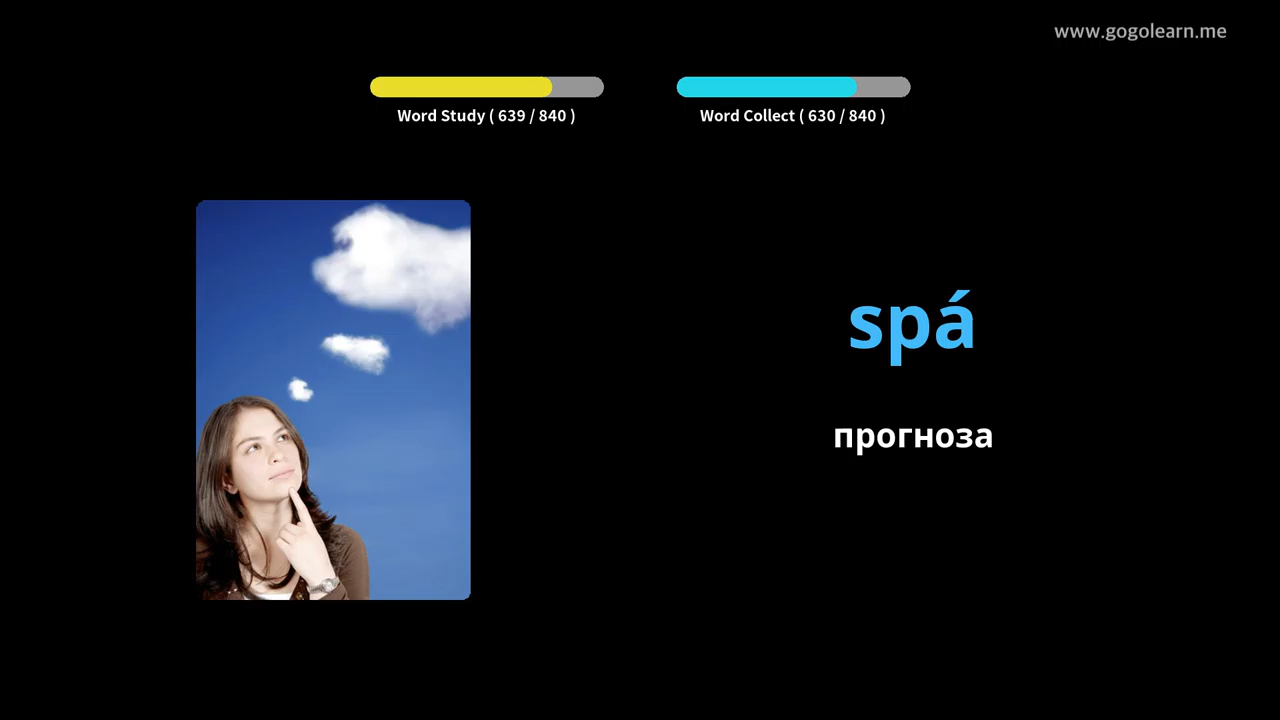 www.gogolearn.me
Word Study ( 639 / 840 )
Word Collect ( 630 / 840 )
spá
прогноза